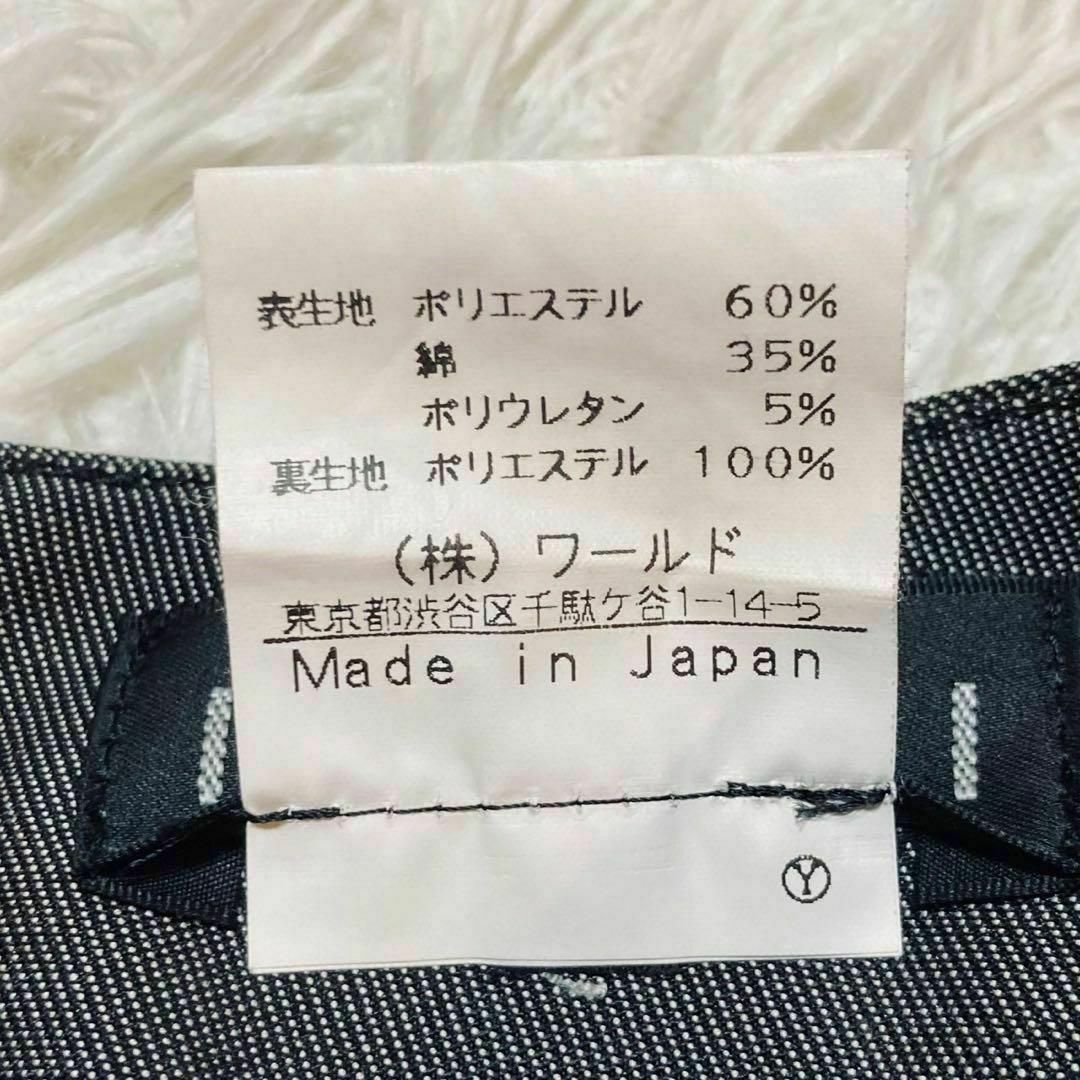 表生地 ポリエステル 60%
綿 35%
ポリウレタン 5%
裏生地 ポリエステル 100%
(株)ワールド
東京都渋谷区千駄ケ谷1-14-5
Made in Japan
Ⓨ